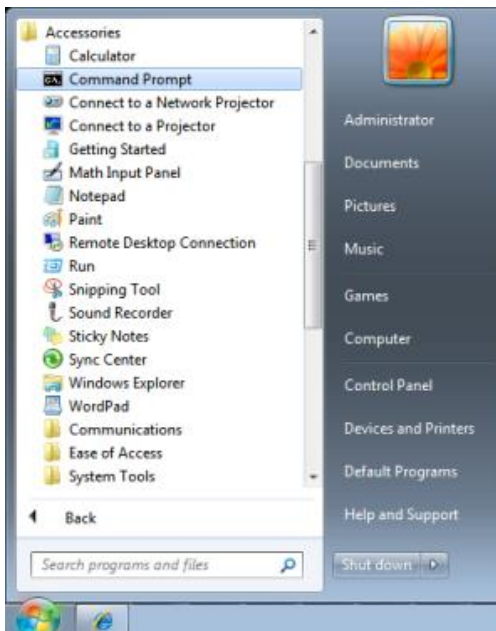 Accessories
Calculator
Command Prompt
Connect to a Network Projector
Connect to a Projector
Getting Started
Math Input Panel
Notepad
Paint
Remote Desktop Connection
Run
Snipping Tool
Sound Recorder
Sticky Notes
Sync Center
Windows Explorer
WordPad
Communications
Ease of Access
System Tools
Back
Search programs and files
Administrator
Documents
Pictures
Music
Games
Computer
Control Panel
Devices and Printers
Default Programs
Help and Support
Shut down